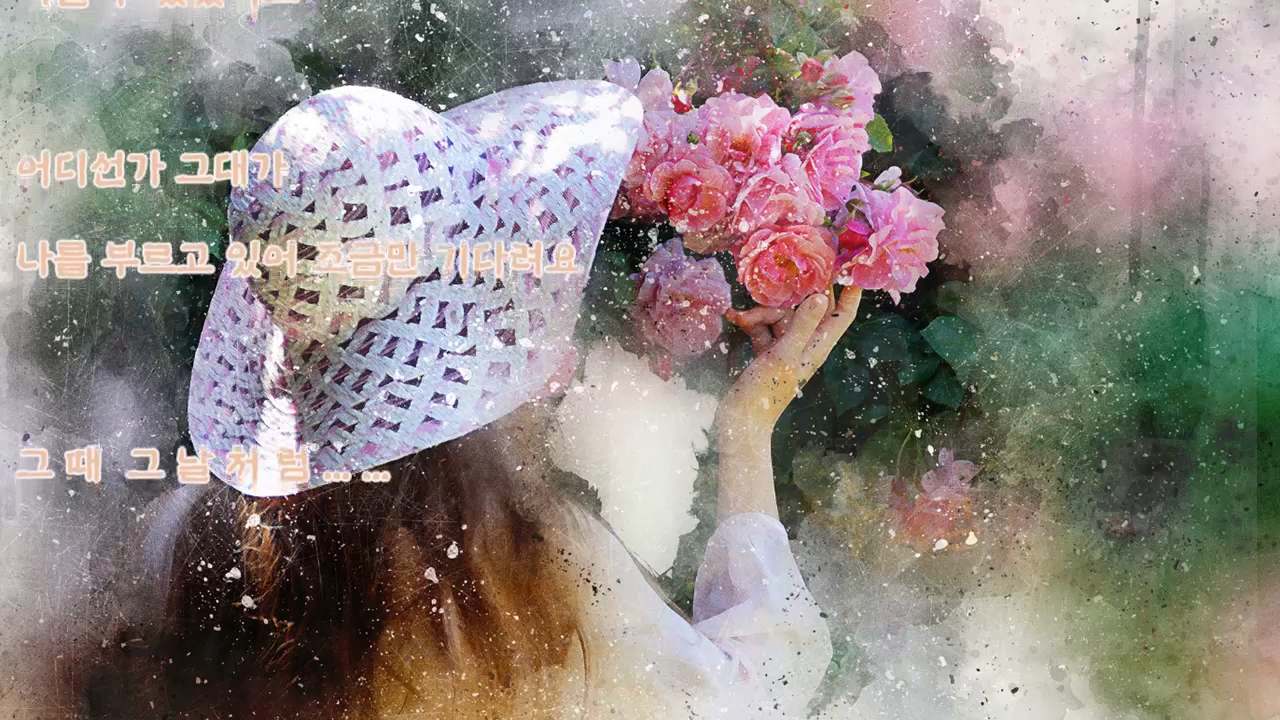 어디선가 그대가
나를 부르고 있어 조금만 기다려요
그 때 그 날 처 럼 ... ...